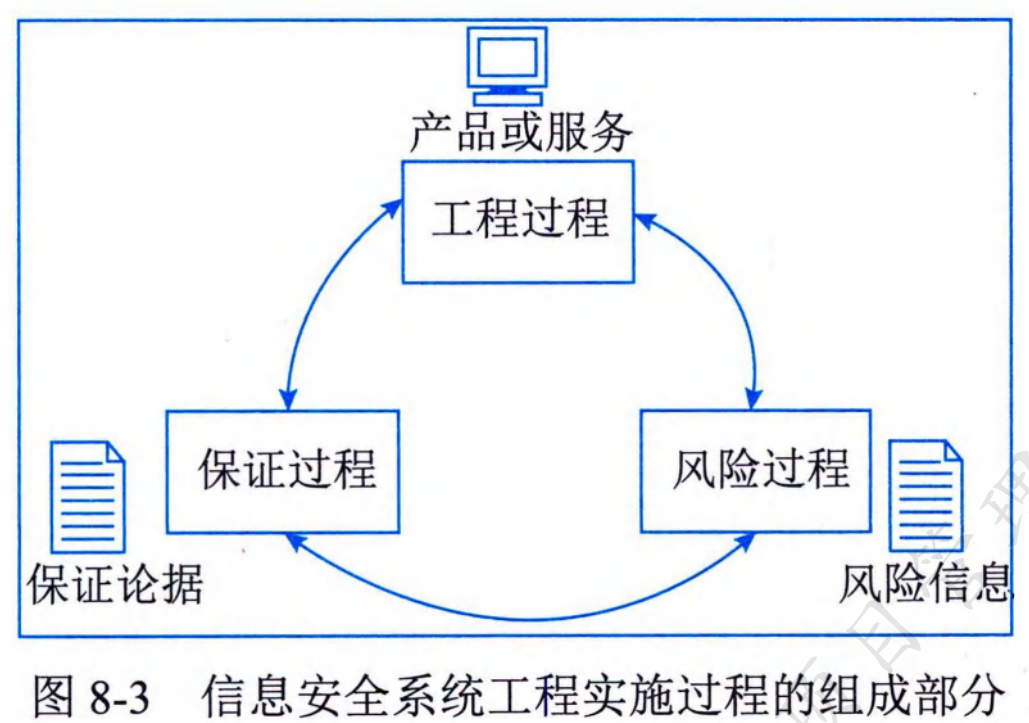 产品或服务
工程过程
保证过程
风险过程
保证论据
风险信息
图 8-3 信息安全系统工程实施过程的组成部分